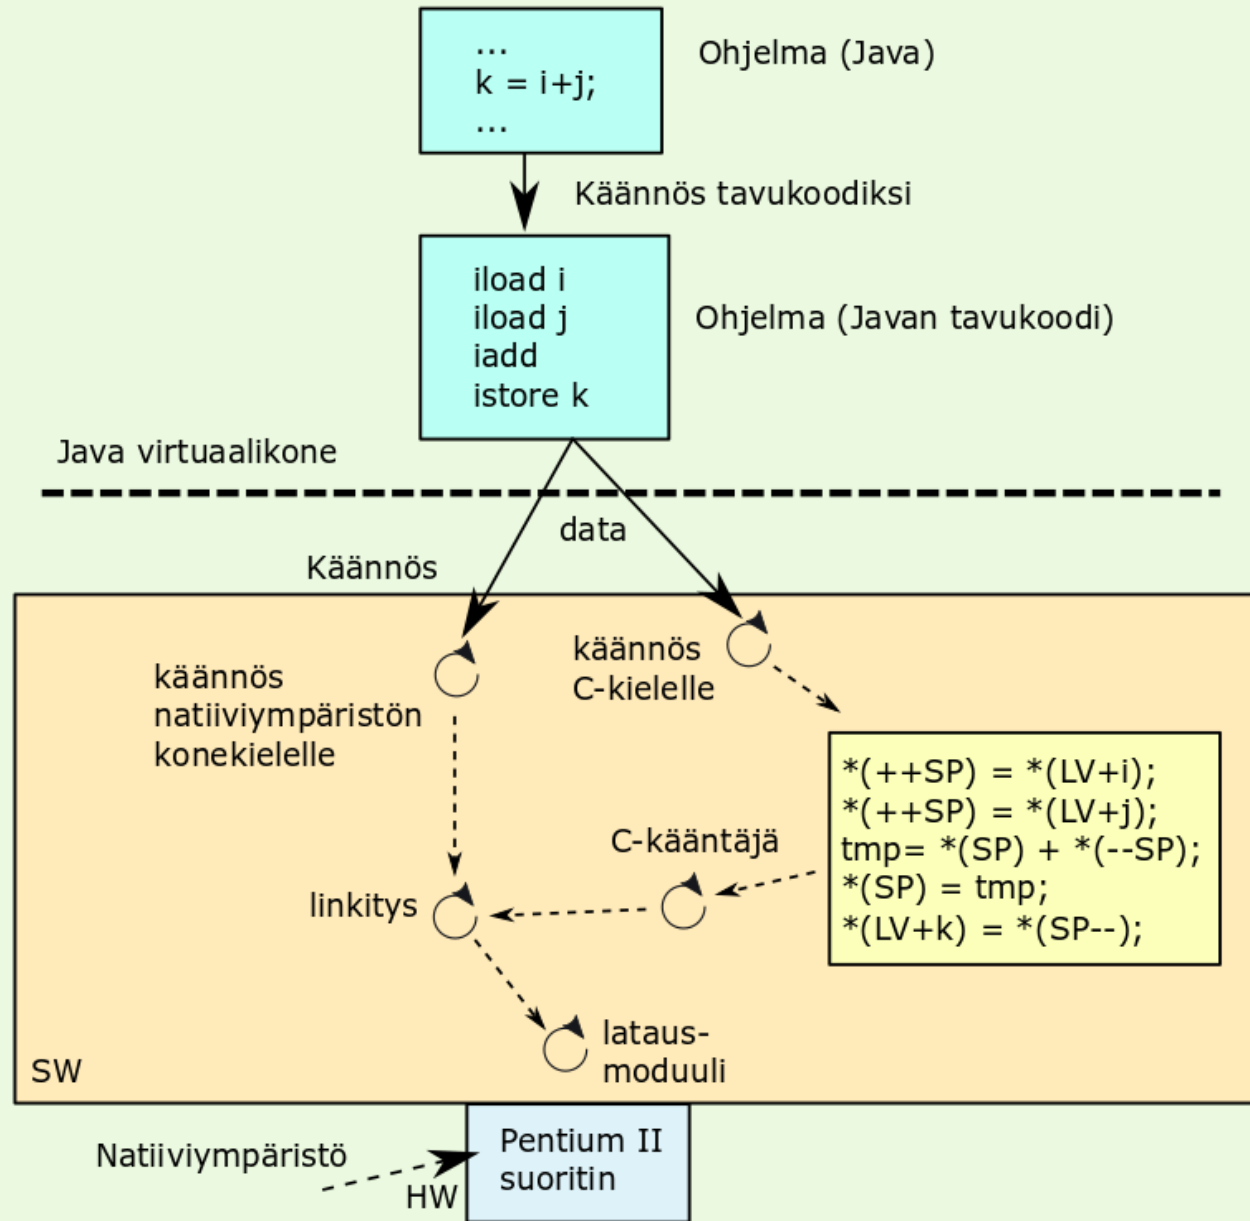 ...
k = i+j;
...
Ohjelma (Java)
Käännös tavukoodiksi
iload i
iload j
iadd
istore k
Ohjelma (Javan tavukoodi)
Java virtuaalikone
data
Käännös
käännös
natiiviympäristön
konekielelle
käännös
C-kielelle
*(++SP) = *(LV+i);
*(++SP) = *(LV+j);
tmp= *(SP) + *(--SP);
*(SP) = tmp;
*(LV+k) = *(SP--);
C-kääntäjä
linkitys
lataus-
moduuli
SW
Natiiviympäristö
HW
Pentium II
suoritin